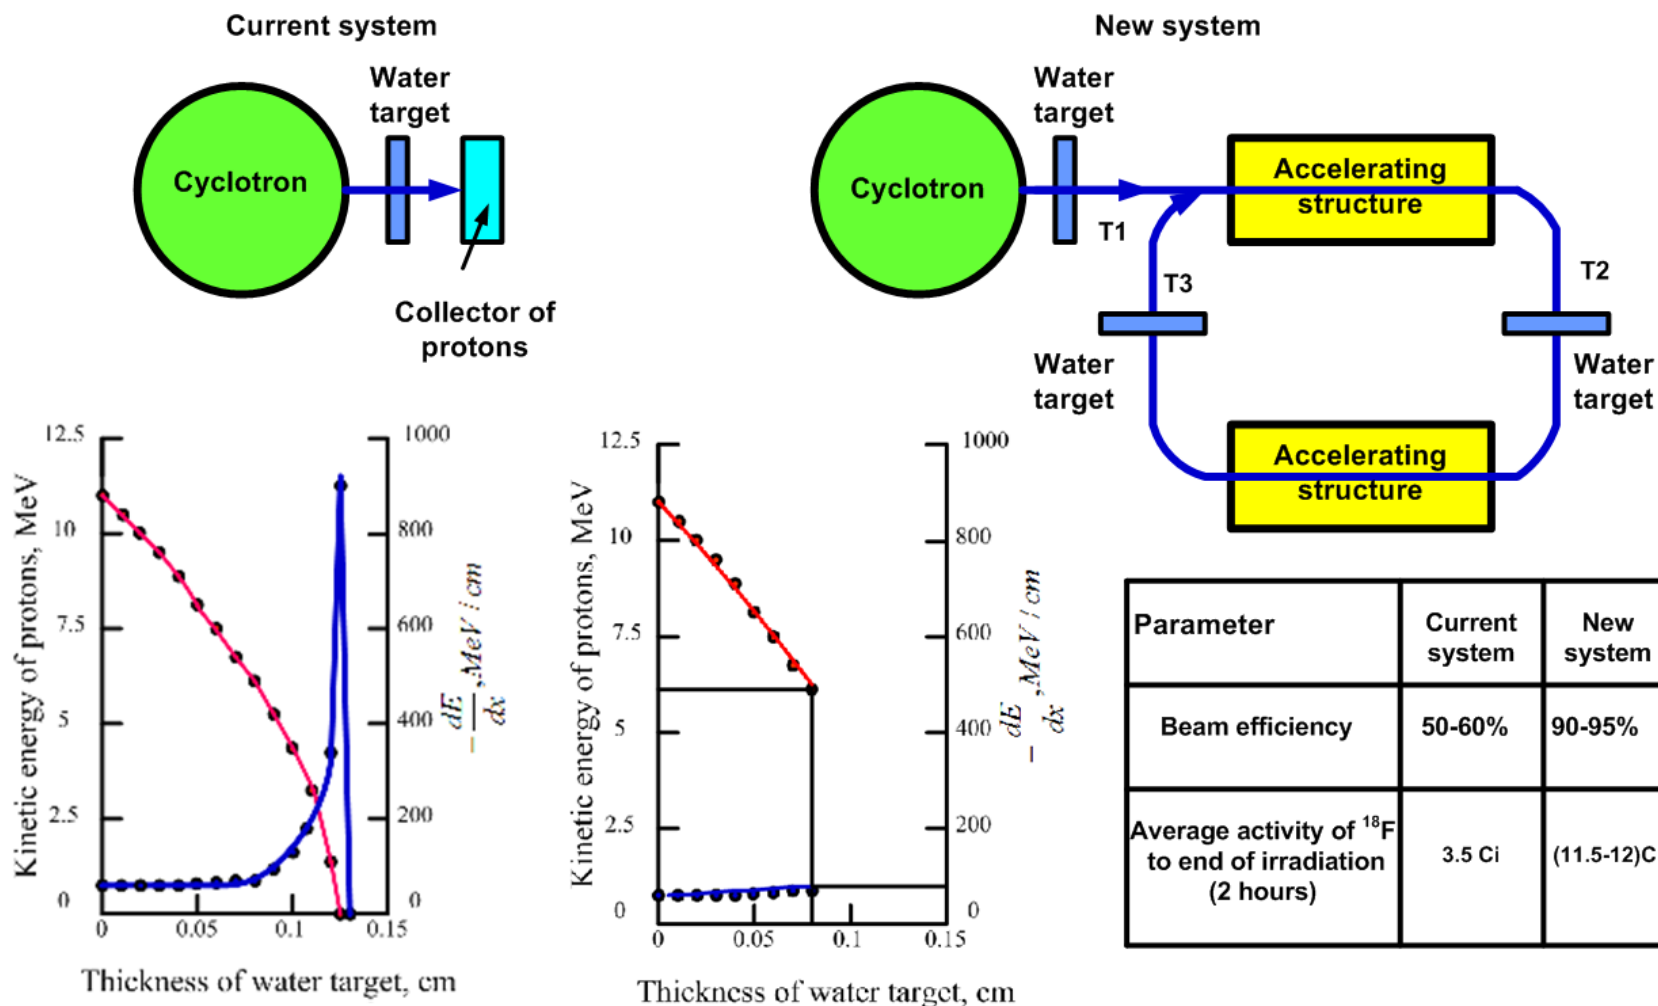 Current system
New system
Water
target
Cyclotron
Collector of
protons
Water
target
Cyclotron
T1
Accelerating
structure
T2
T3
Water
target
Water
target
Accelerating
structure
12.5
10
7.5
5
2.5
0
1000
800
600
400
200
0
0
0.05
0.1
0.15
Kinetic energy of protons, MeV
- dE/dx, MeV / cm
Thickness of water target, cm
12.5
10
7.5
5
2.5
0
1000
800
600
400
200
0
0
0.05
0.1
0.15
Kinetic energy of protons, MeV
- dE/dx, MeV / cm
Thickness of water target, cm
Parameter
Current
system
New
system
Beam efficiency
50-60%
90-95%
Average activity of ¹⁸F
to end of irradiation
(2 hours)
3.5 Ci
(11.5-12)C